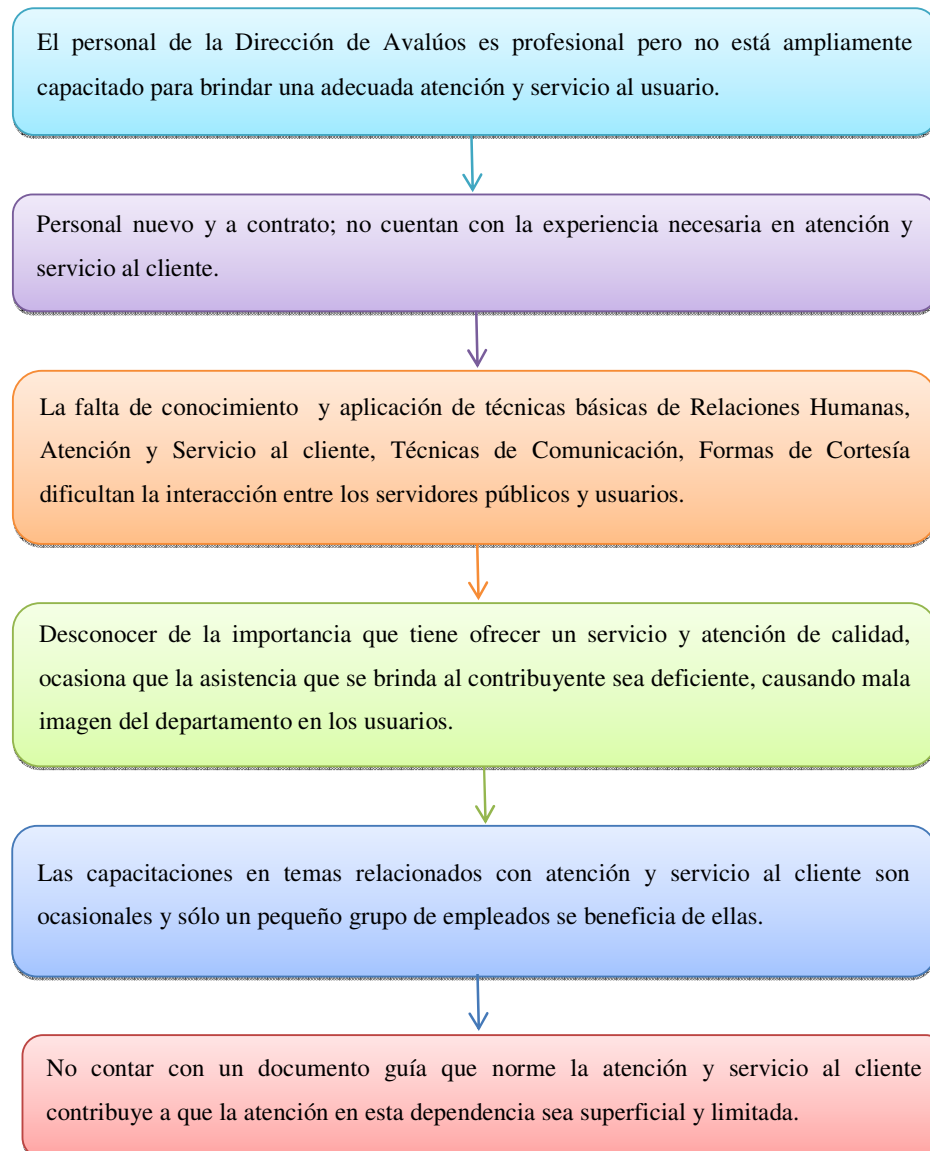 El personal de la Dirección de Avalúos es profesional pero no está ampliamente
capacitado para brindar una adecuada atención y servicio al usuario.
Personal nuevo y a contrato; no cuentan con la experiencia necesaria en atención y
servicio al cliente.
La falta de conocimiento y aplicación de técnicas básicas de Relaciones Humanas,
Atención y Servicio al cliente, Técnicas de Comunicación, Formas de Cortesía
dificultan la interacción entre los servidores públicos y usuarios.
Desconocer de la importancia que tiene ofrecer un servicio y atención de calidad,
ocasiona que la asistencia que se brinda al contribuyente sea deficiente, causando mala
imagen del departamento en los usuarios.
Las capacitaciones en temas relacionados con atención y servicio al cliente son
ocasionales y sólo un pequeño grupo de empleados se beneficia de ellas.
No contar con un documento guía que norme la atención y servicio al cliente
contribuye a que la atención en esta dependencia sea superficial y limitada.